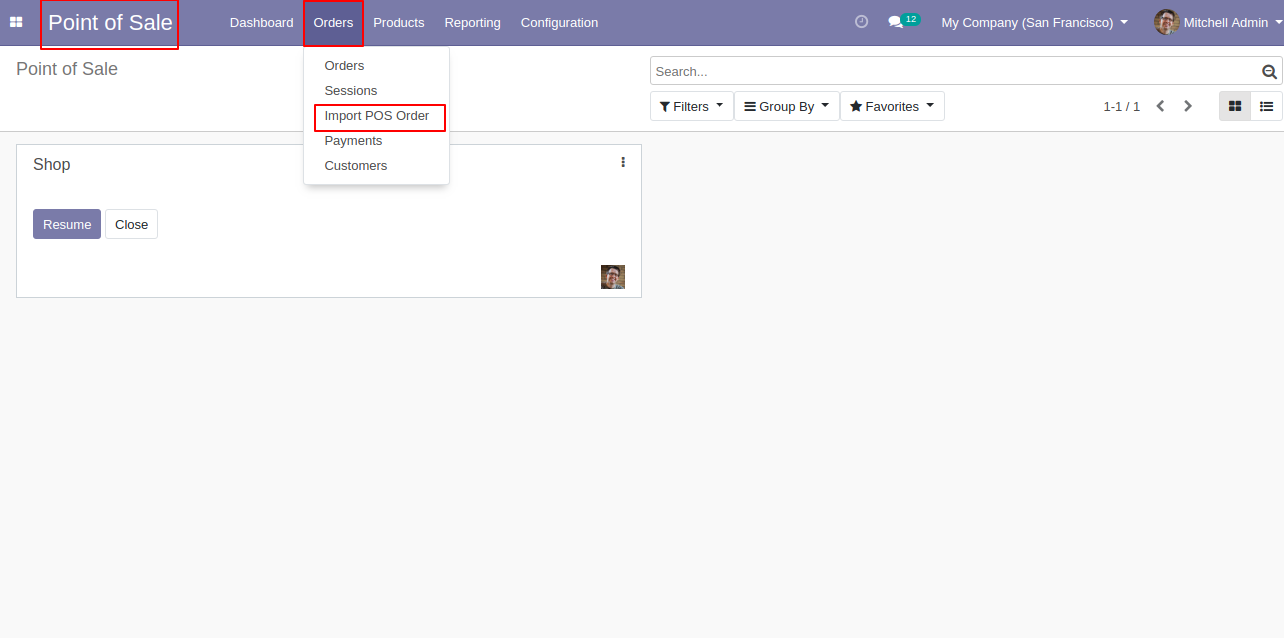 Point of Sale Dashboard Orders Products Reporting Configuration 12 My Company (San Francisco) Mitchell Admin
Point of Sale
Search...
Filters Group By Favorites 1-1 / 1
Orders
Sessions
Import POS Order
Payments
Customers
Shop
Resume Close